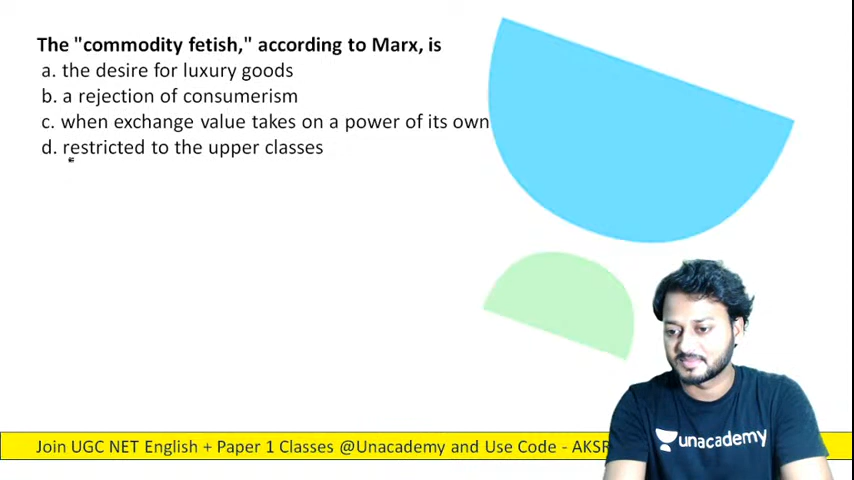 The "commodity fetish," according to Marx, is
a. the desire for luxury goods
b. a rejection of consumerism
c. when exchange value takes on a power of its own
d. restricted to the upper classes
unacademy
Join UGC NET English + Paper 1 Classes @Unacademy and Use Code - AKSR